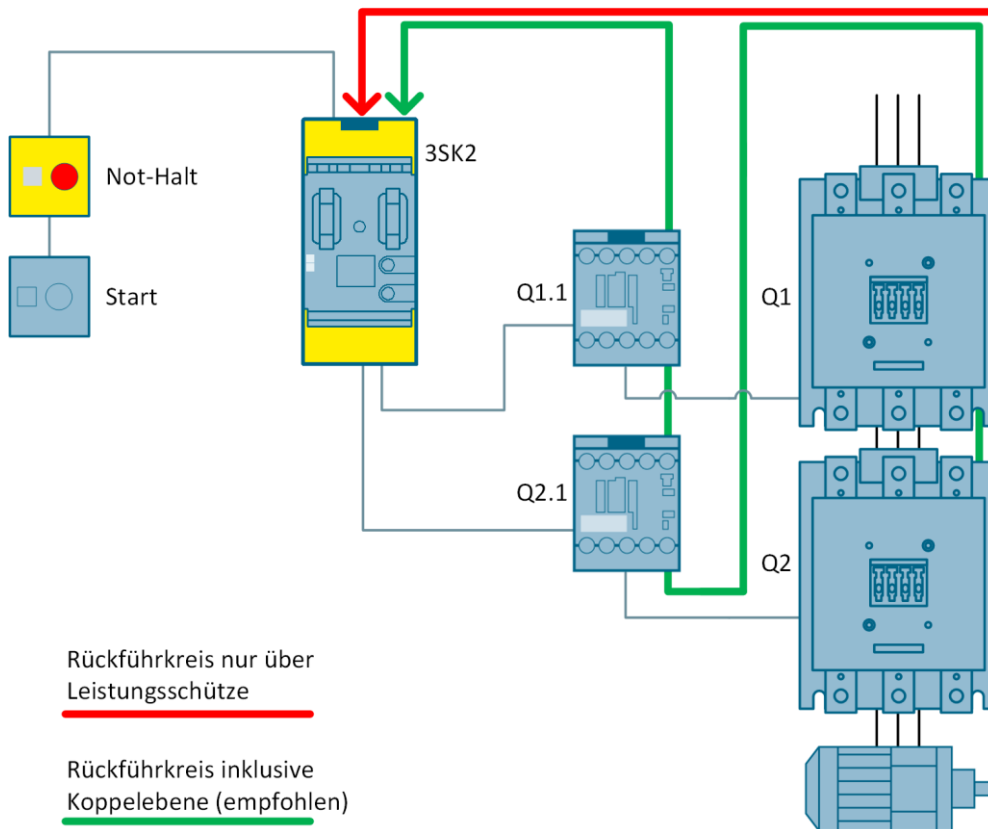 3SK2
Not-Halt
Start
Q1.1
Q1
Q2.1
Q2
Rückführkreis nur über
Leistungsschütze
Rückführkreis inklusive
Koppelebene (empfohlen)